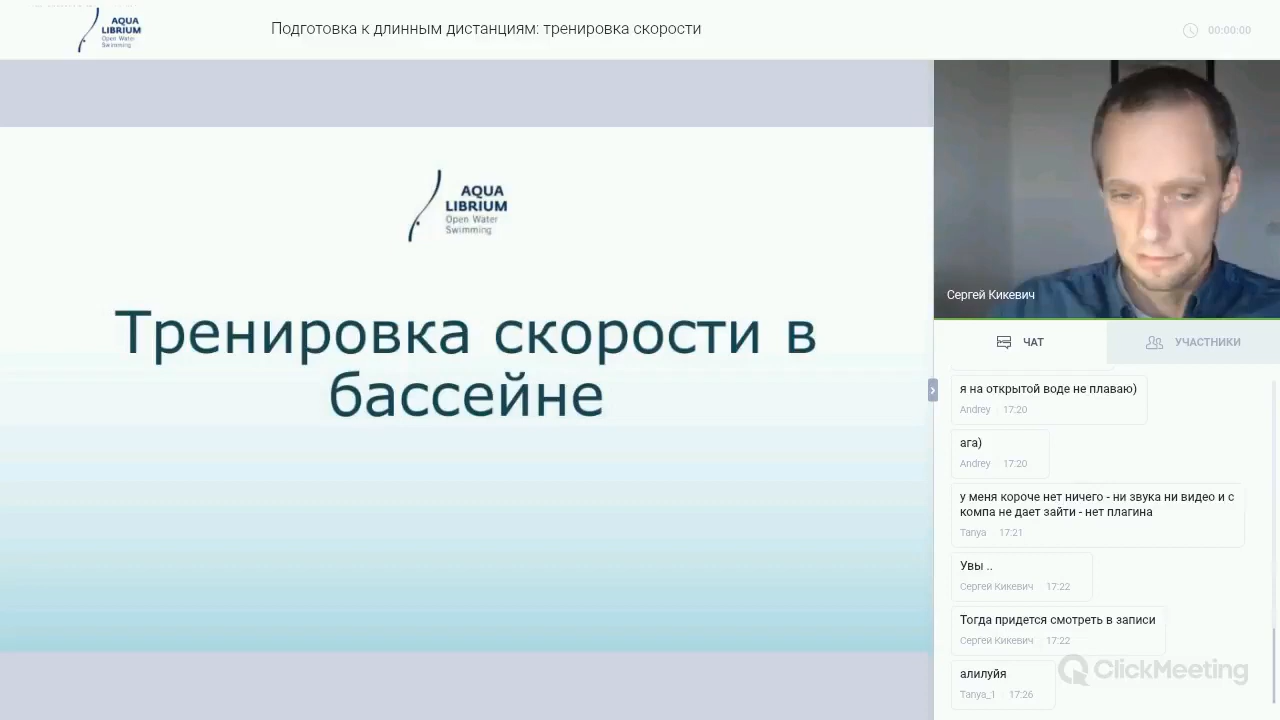 AQUA
LIBRIUM
Open Water
Swimming
Подготовка к длинным дистанциям: тренировка скорости
00:00:00
AQUA
LIBRIUM
Open Water
Swimming
Тренировка скорости в
бассейне
Сергей Кикевич
ЧАТ
УЧАСТНИКИ
я на открытой воде не плаваю)
Andrey 17:20
ага)
Andrey 17:20
у меня короче нет ничего - ни звука ни видео и с
компа не дает зайти - нет плагина
Tanya 17:21
Увы ..
Сергей Кикевич 17:22
Тогда придется смотреть в записи
Сергей Кикевич 17:22
алилуйя
Tanya_1 17:26
ClickMeeting